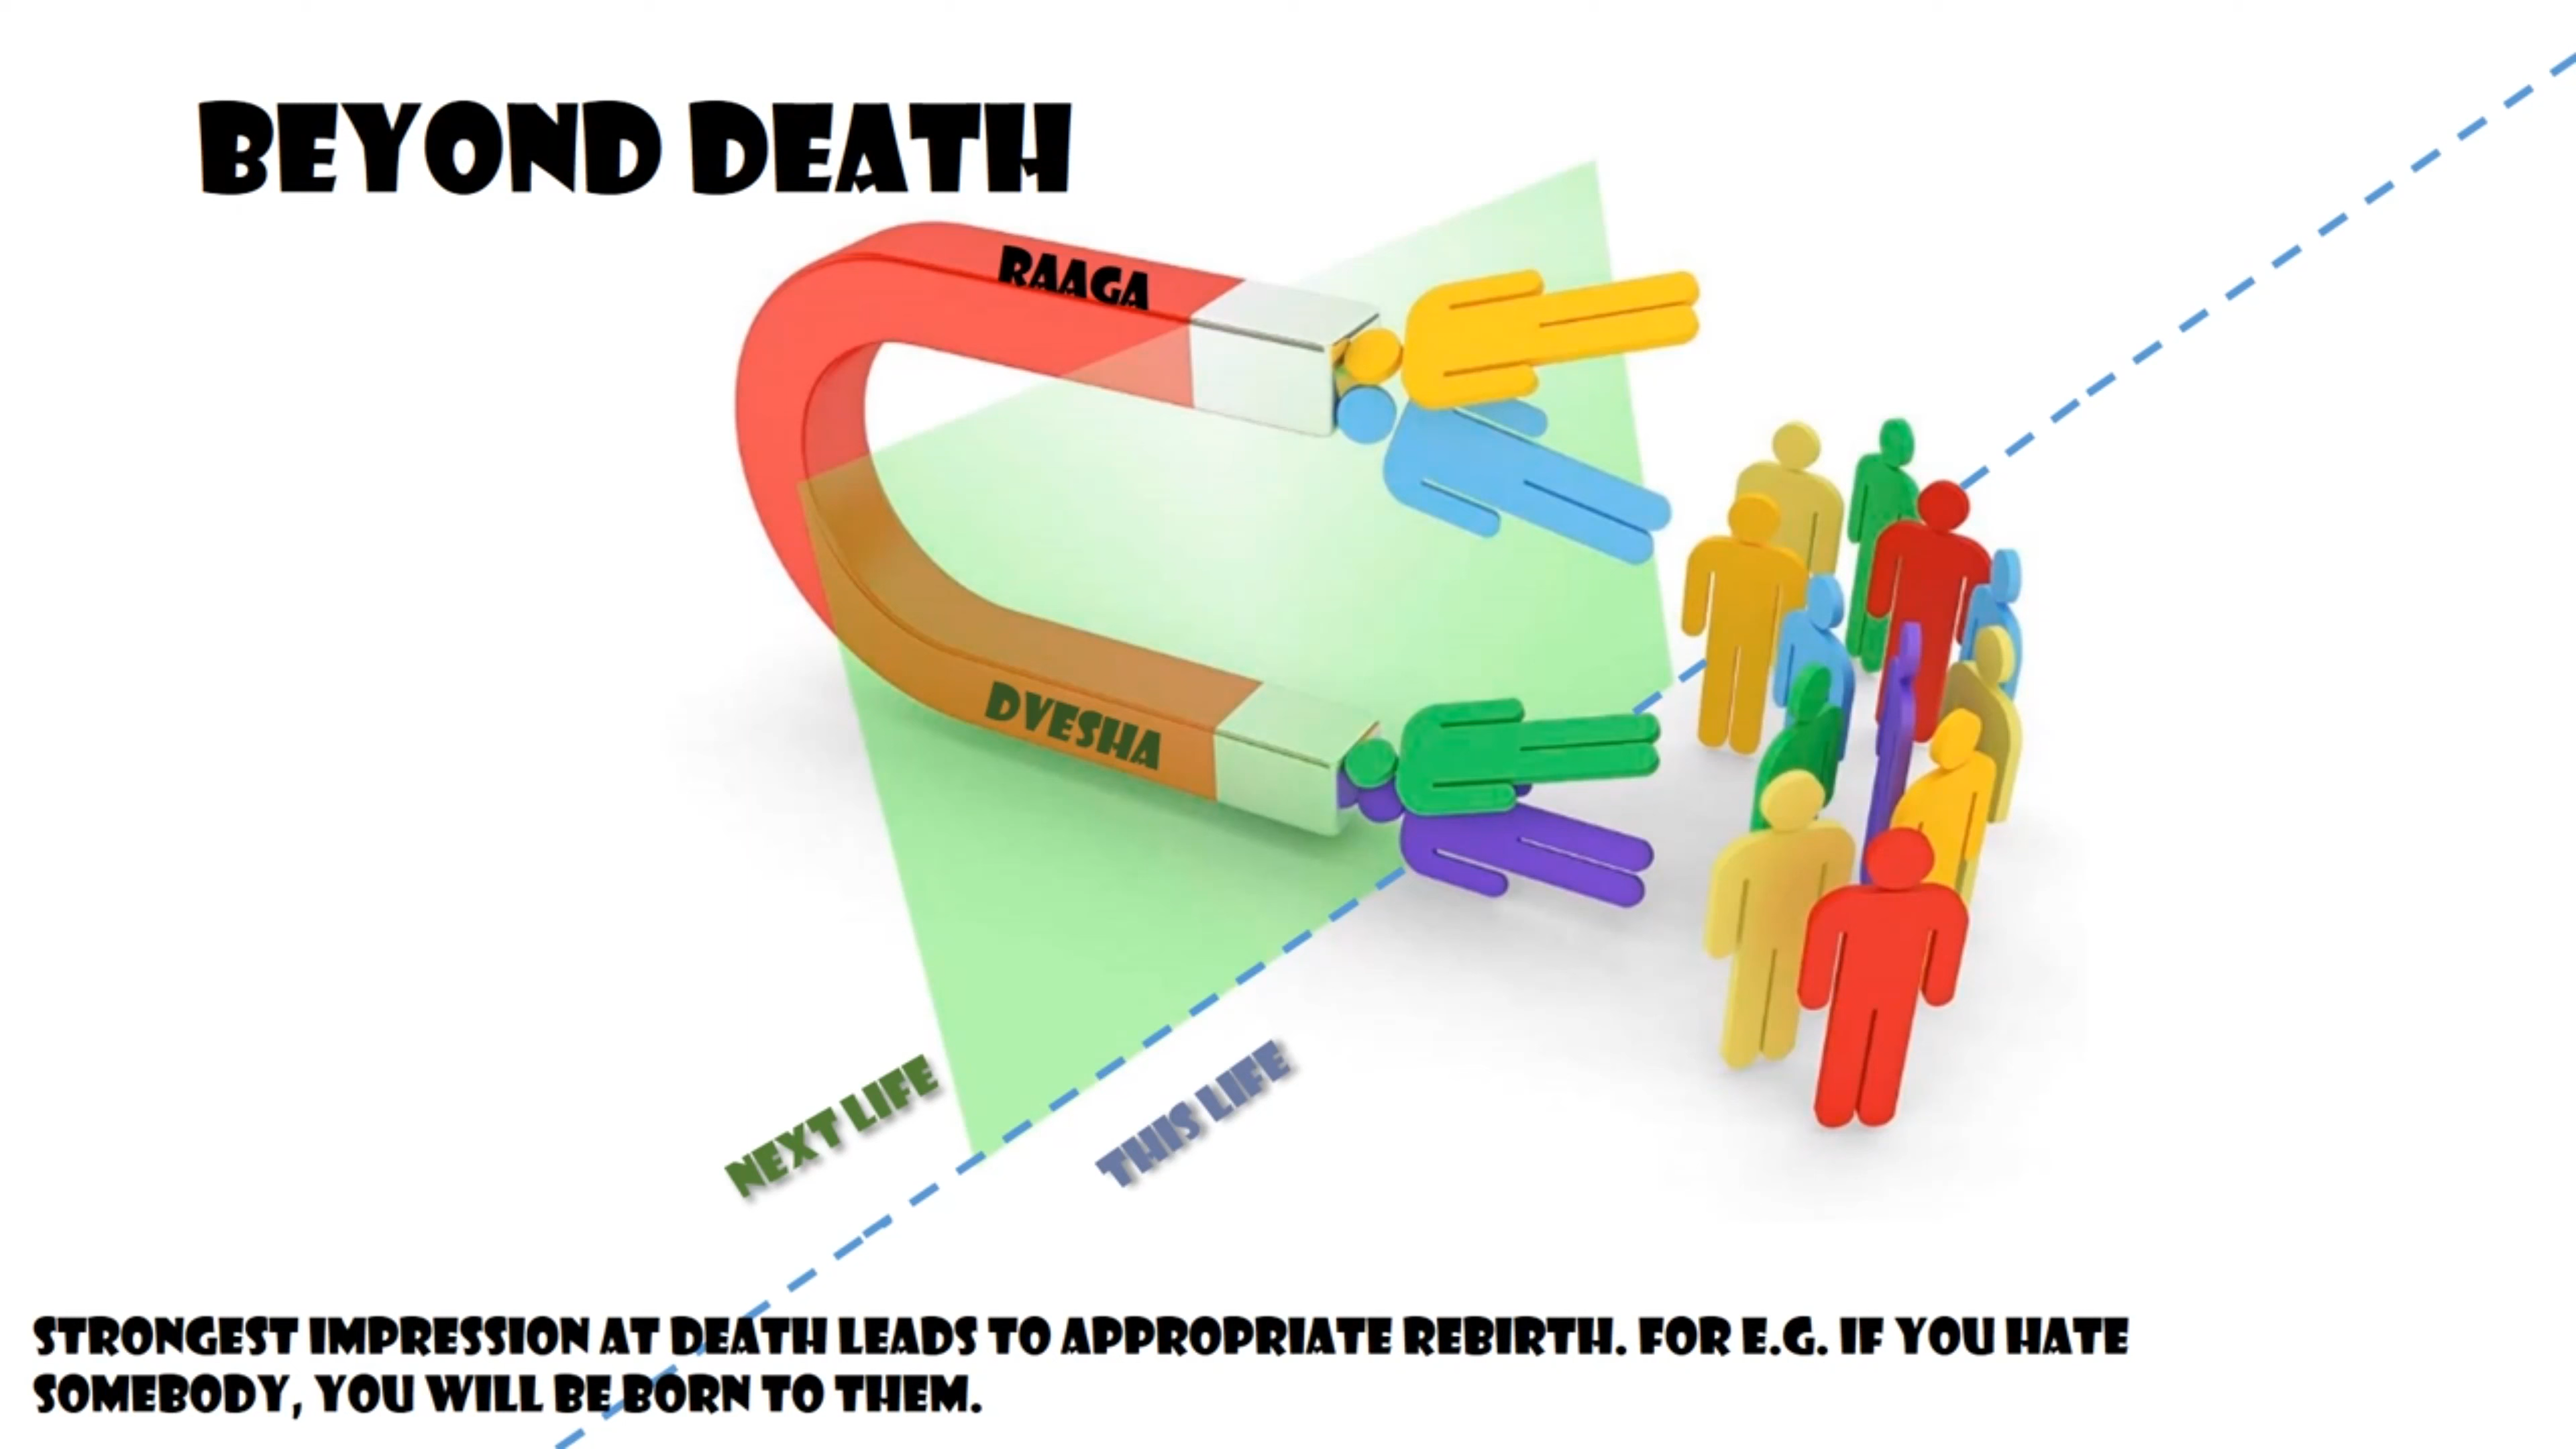 BEYOND DEATH
RAAGA
DVESHA
NEXT LIFE
THIS LIFE
STRONGEST IMPRESSION AT DEATH LEADS TO APPROPRIATE REBIRTH. FOR E.G. IF YOU HATE
SOMEBODY, YOU WILL BE BORN TO THEM.